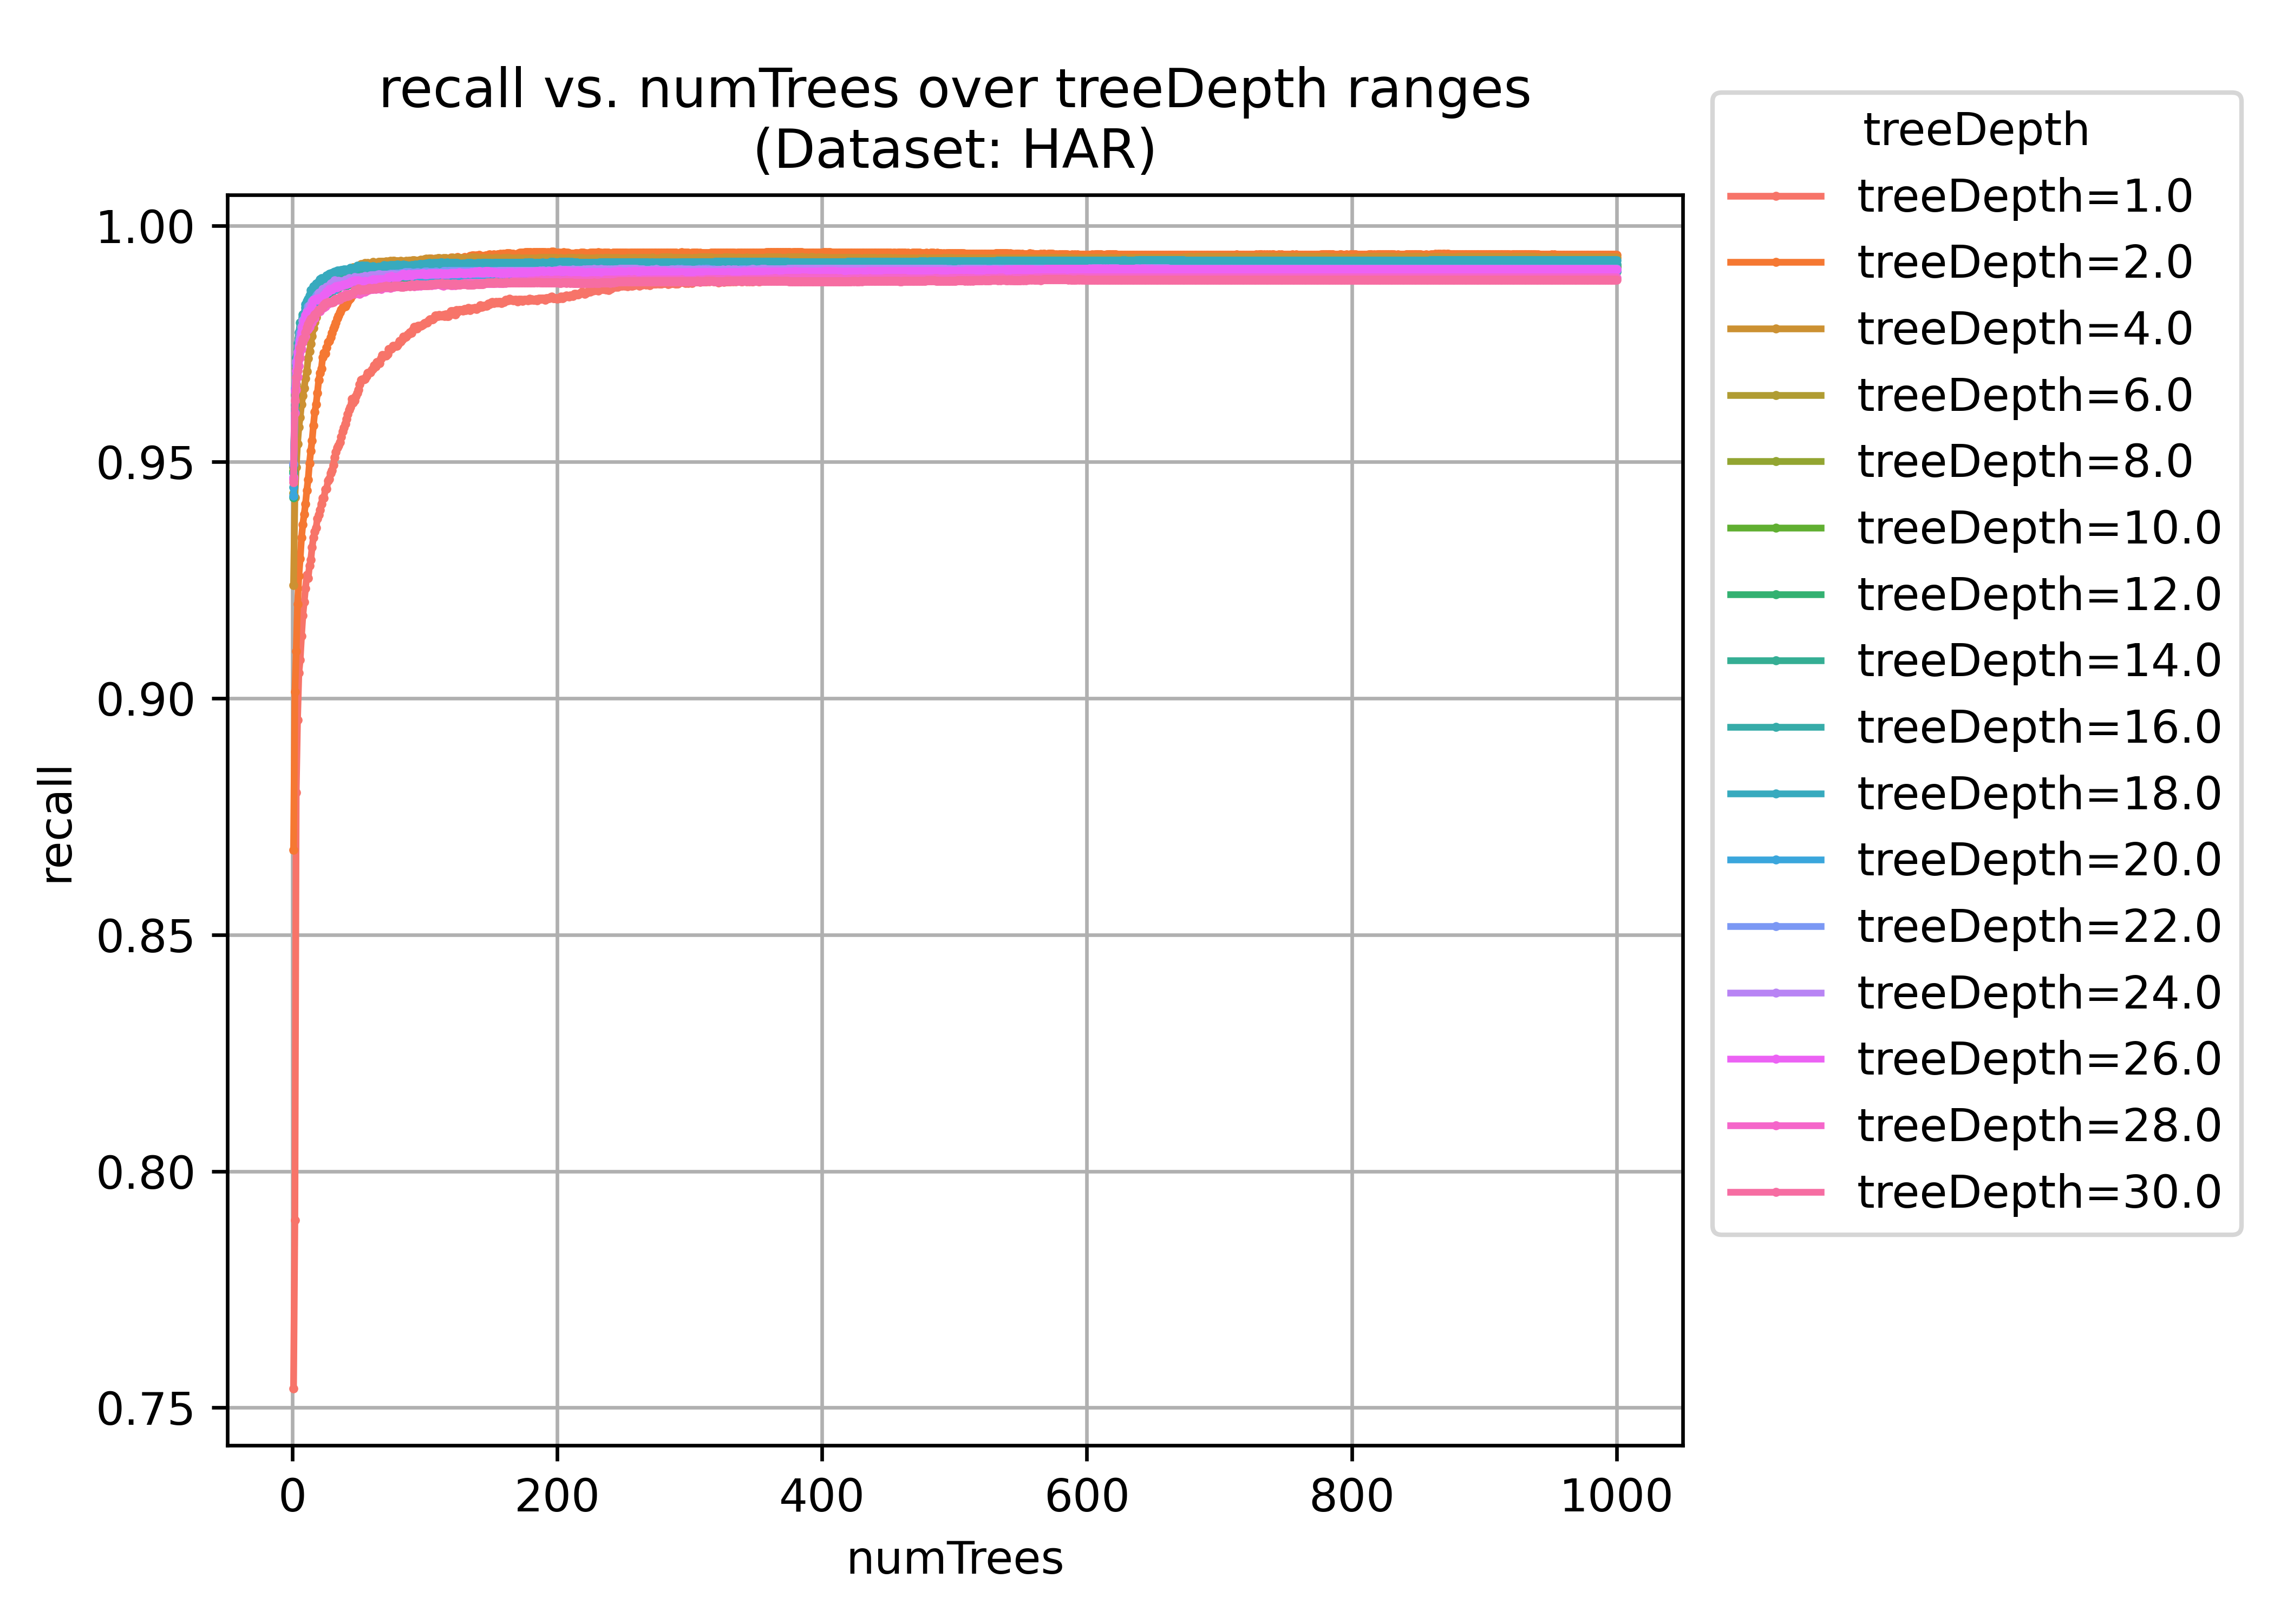 recall vs. numTrees over treeDepth ranges
(Dataset: HAR)
treeDepth
treeDepth=1.0
treeDepth=2.0
treeDepth=4.0
treeDepth=6.0
treeDepth=8.0
treeDepth=10.0
treeDepth=12.0
treeDepth=14.0
treeDepth=16.0
treeDepth=18.0
treeDepth=20.0
treeDepth=22.0
treeDepth=24.0
treeDepth=26.0
treeDepth=28.0
treeDepth=30.0
recall
1.00
0.95
0.90
0.85
0.80
0.75
0 200 400 600 800 1000
numTrees